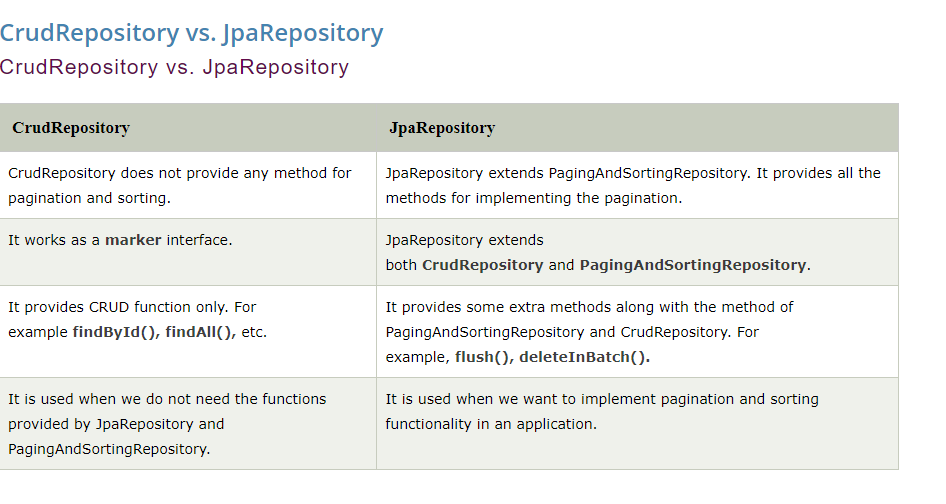 CrudRepository vs. JpaRepository
CrudRepository vs. JpaRepository
CrudRepository
JpaRepository
CrudRepository does not provide any method for
pagination and sorting.
JpaRepository extends PagingAndSortingRepository. It provides all the
methods for implementing the pagination.
It works as a marker interface.
JpaRepository extends
both CrudRepository and PagingAndSortingRepository.
It provides CRUD function only. For
example findById(), findAll(), etc.
It provides some extra methods along with the method of
PagingAndSortingRepository and CrudRepository. For
example, flush(), deleteInBatch().
It is used when we do not need the functions
provided by JpaRepository and
PagingAndSortingRepository.
It is used when we want to implement pagination and sorting
functionality in an application.